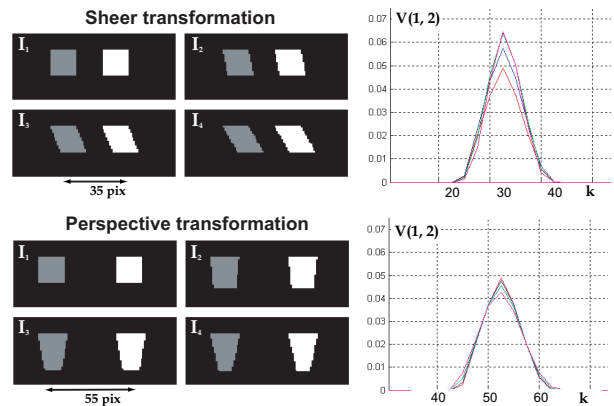 Sheer transformation
I₁
I₂
I₃
I₄
35 pix
V(1, 2)
0.07
0.06
0.05
0.04
0.03
0.02
0.01
0
20
30
40
k
Perspective transformation
I₁
I₂
I₃
I₄
55 pix
V(1, 2)
0.07
0.06
0.05
0.04
0.03
0.02
0.01
0
40
50
60
k